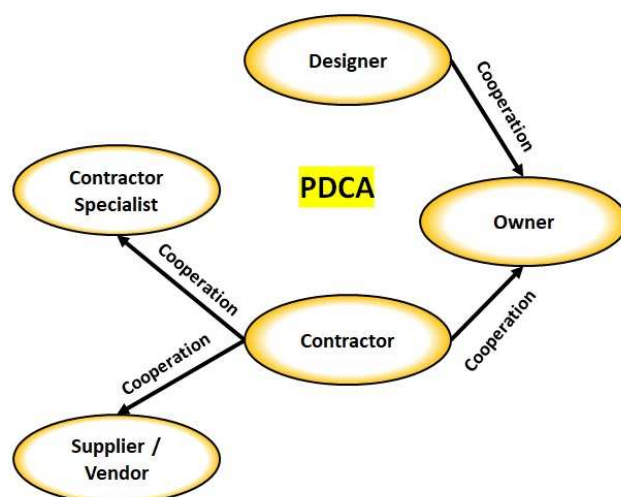 Designer
Cooperation
Contractor
Specialist
PDCA
Owner
Cooperation
Contractor
Cooperation
Cooperation
Supplier /
Vendor